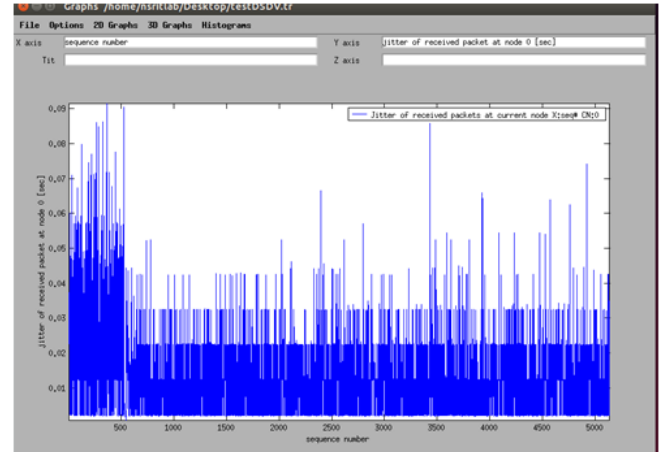 Graphs /home/nsritlab/Desktop/testDSDV.tr
File Options 2D Graphs 3D Graphs Histograms
X axis sequence number Y axis jitter of received packet at node 0 [sec]
Tit Z axis
Jitter of received packets at current node X:seq# CN:0
jitter of received packet at node 0 [sec]
0.09
0.08
0.07
0.06
0.05
0.04
0.03
0.02
0.01
500 1000 1500 2000 2500 3000 3500 4000 4500 5000
sequence number